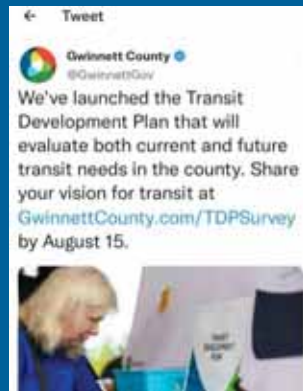 Tweet
Gwinnett County
@GwinnettGov
We've launched the Transit
Development Plan that will
evaluate both current and future
transit needs in the county. Share
your vision for transit at
GwinnettCounty.com/TDPSurvey
by August 15.